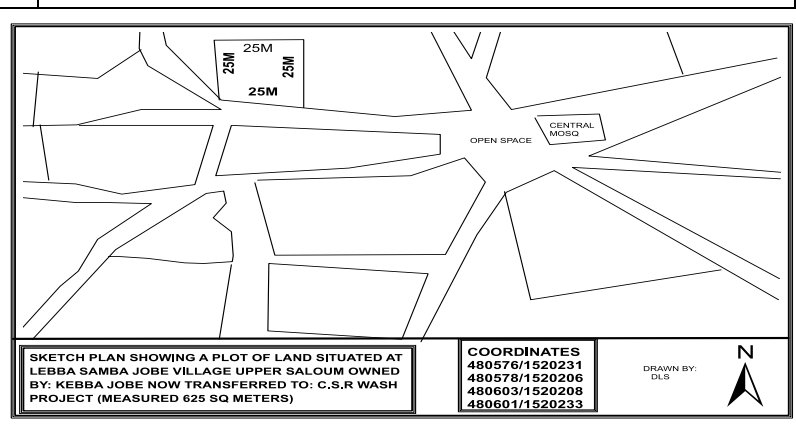 25M
25M
25M
25M
CENTRAL
MOSQ
OPEN SPACE
SKETCH PLAN SHOWING A PLOT OF LAND SITUATED AT
LEBBA SAMBA JOBE VILLAGE UPPER SALOUM OWNED
BY: KEBBA JOBE NOW TRANSFERRED TO: C.S.R WASH
PROJECT (MEASURED 625 SQ METERS)
COORDINATES
480576/1520231
480578/1520206
480603/1520208
480601/1520233
DRAWN BY:
DLS
N